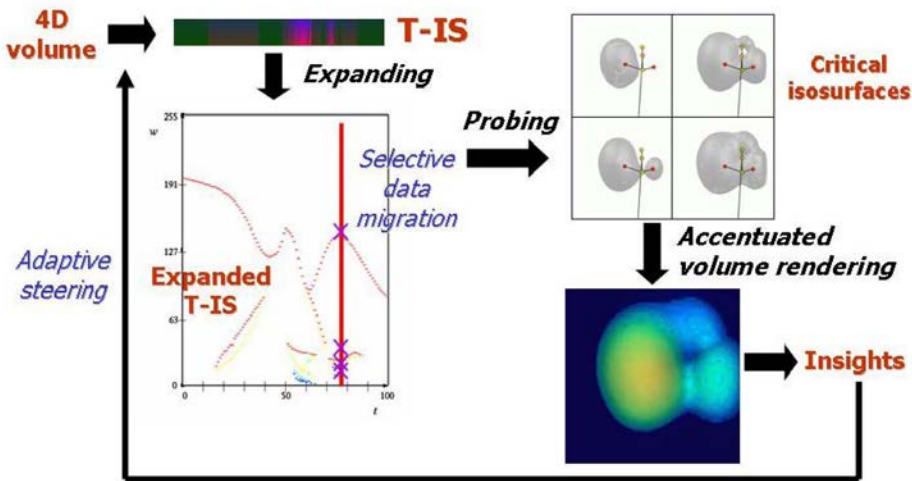 4D
volume
T-IS
Expanding
Critical
isosurfaces
Probing
255
w
191
127
63
0
0
50
100
t
Selective
data
migration
Expanded
T-IS
Adaptive
steering
Accentuated
volume rendering
Insights